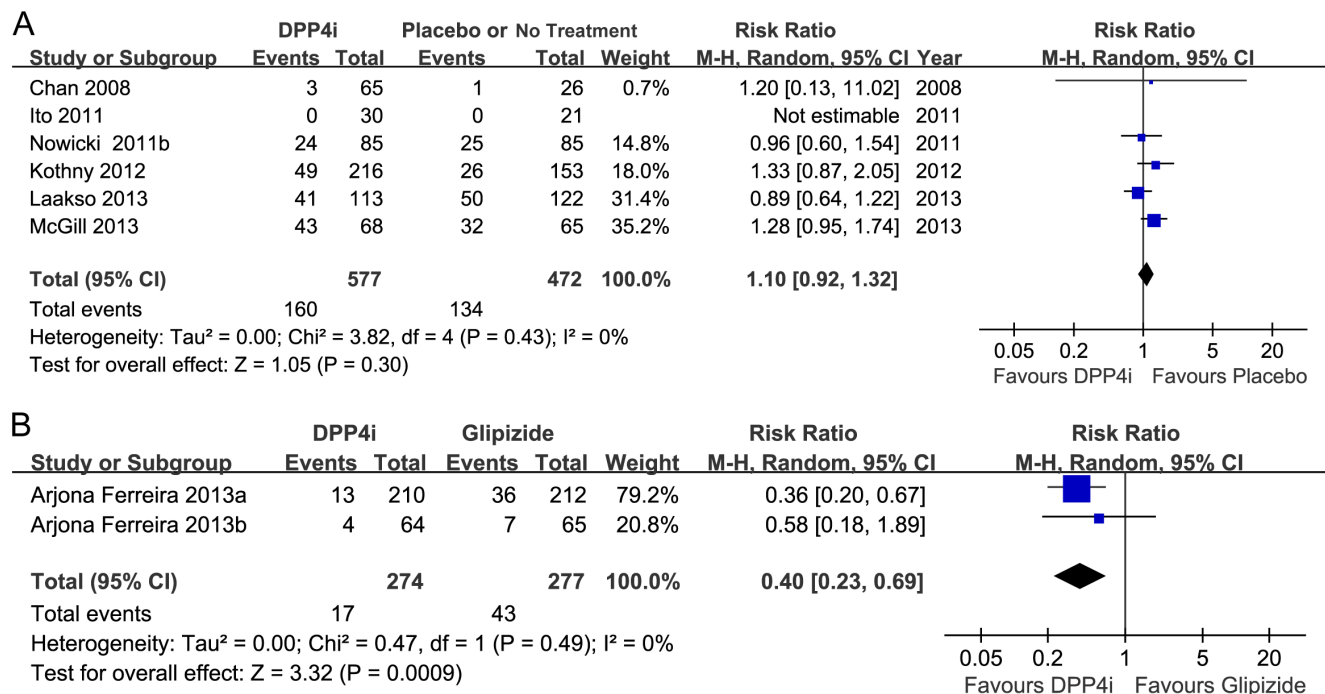 A
DPP4i Placebo or No Treatment Risk Ratio Risk Ratio
Study or Subgroup Events Total Events Total Weight M-H, Random, 95% CI Year M-H, Random, 95% CI
Chan 2008 3 65 1 26 0.7% 1.20 [0.13, 11.02] 2008
Ito 2011 0 30 0 21 Not estimable 2011
Nowicki 2011b 24 85 25 85 14.8% 0.96 [0.60, 1.54] 2011
Kothny 2012 49 216 26 153 18.0% 1.33 [0.87, 2.05] 2012
Laakso 2013 41 113 50 122 31.4% 0.89 [0.64, 1.22] 2013
McGill 2013 43 68 32 65 35.2% 1.28 [0.95, 1.74] 2013
Total (95% CI) 577 472 100.0% 1.10 [0.92, 1.32]
Total events 160 134
Heterogeneity: Tau² = 0.00; Chi² = 3.82, df = 4 (P = 0.43); I² = 0%
Test for overall effect: Z = 1.05 (P = 0.30)
0.05 0.2 1 5 20
Favours DPP4i Favours Placebo
B
DPP4i Glipizide Risk Ratio Risk Ratio
Study or Subgroup Events Total Events Total Weight M-H, Random, 95% CI M-H, Random, 95% CI
Arjona Ferreira 2013a 13 210 36 212 79.2% 0.36 [0.20, 0.67]
Arjona Ferreira 2013b 4 64 7 65 20.8% 0.58 [0.18, 1.89]
Total (95% CI) 274 277 100.0% 0.40 [0.23, 0.69]
Total events 17 43
Heterogeneity: Tau² = 0.00; Chi² = 0.47, df = 1 (P = 0.49); I² = 0%
Test for overall effect: Z = 3.32 (P = 0.0009)
0.05 0.2 1 5 20
Favours DPP4i Favours Glipizide